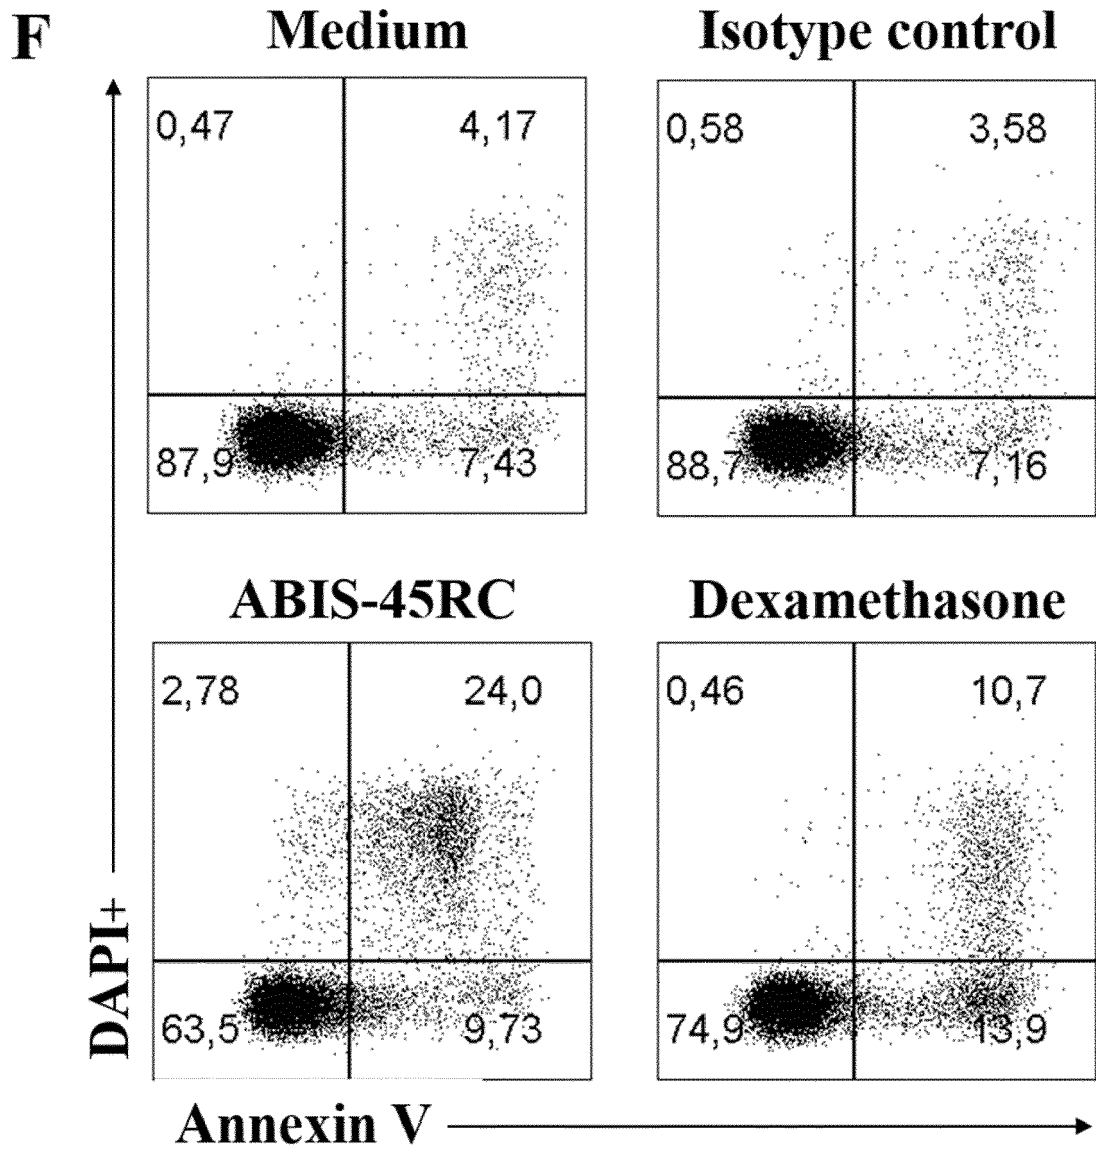 F
Medium
Isotype control
0,47 4,17
0,58 3,58
87,9 7,43
88,7 7,16
ABIS-45RC
Dexamethasone
2,78 24,0
0,46 10,7
63,5 9,73
74,9 13,9
DAPI+
Annexin V